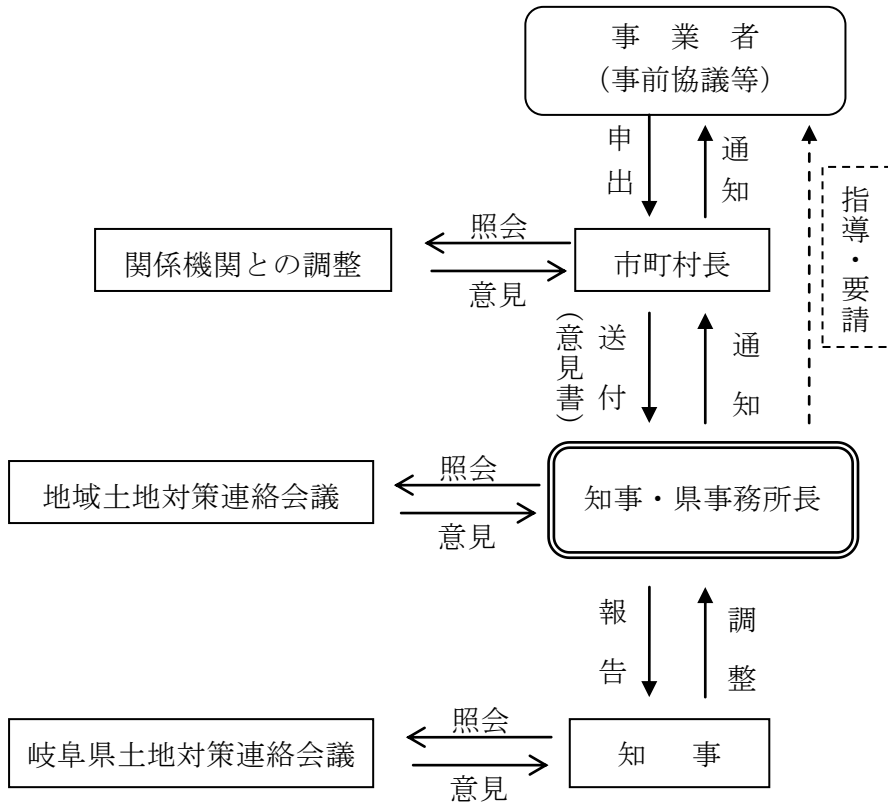 事　業　者
（事前協議等）
申出
通知
指導・要請
照会
関係機関との調整
市町村長
意見
送付
（意見書）
通知
照会
地域土地対策連絡会議
知事・県事務所長
意見
報告
調整
照会
岐阜県土地対策連絡会議
知　　事
意見